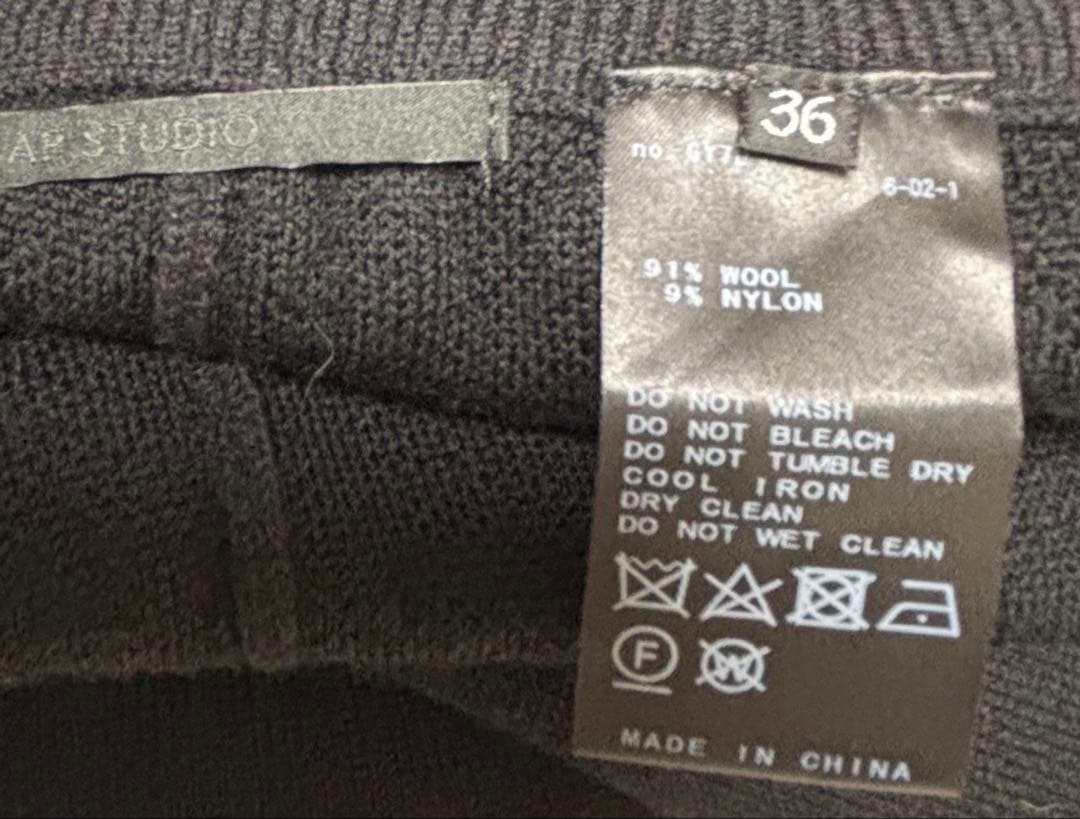 AP STUDIO
36
no.
6-02-1
91% WOOL
9% NYLON
DO NOT WASH
DO NOT BLEACH
DO NOT TUMBLE DRY
COOL IRON
DRY CLEAN
DO NOT WET CLEAN
F
W
MADE IN CHINA